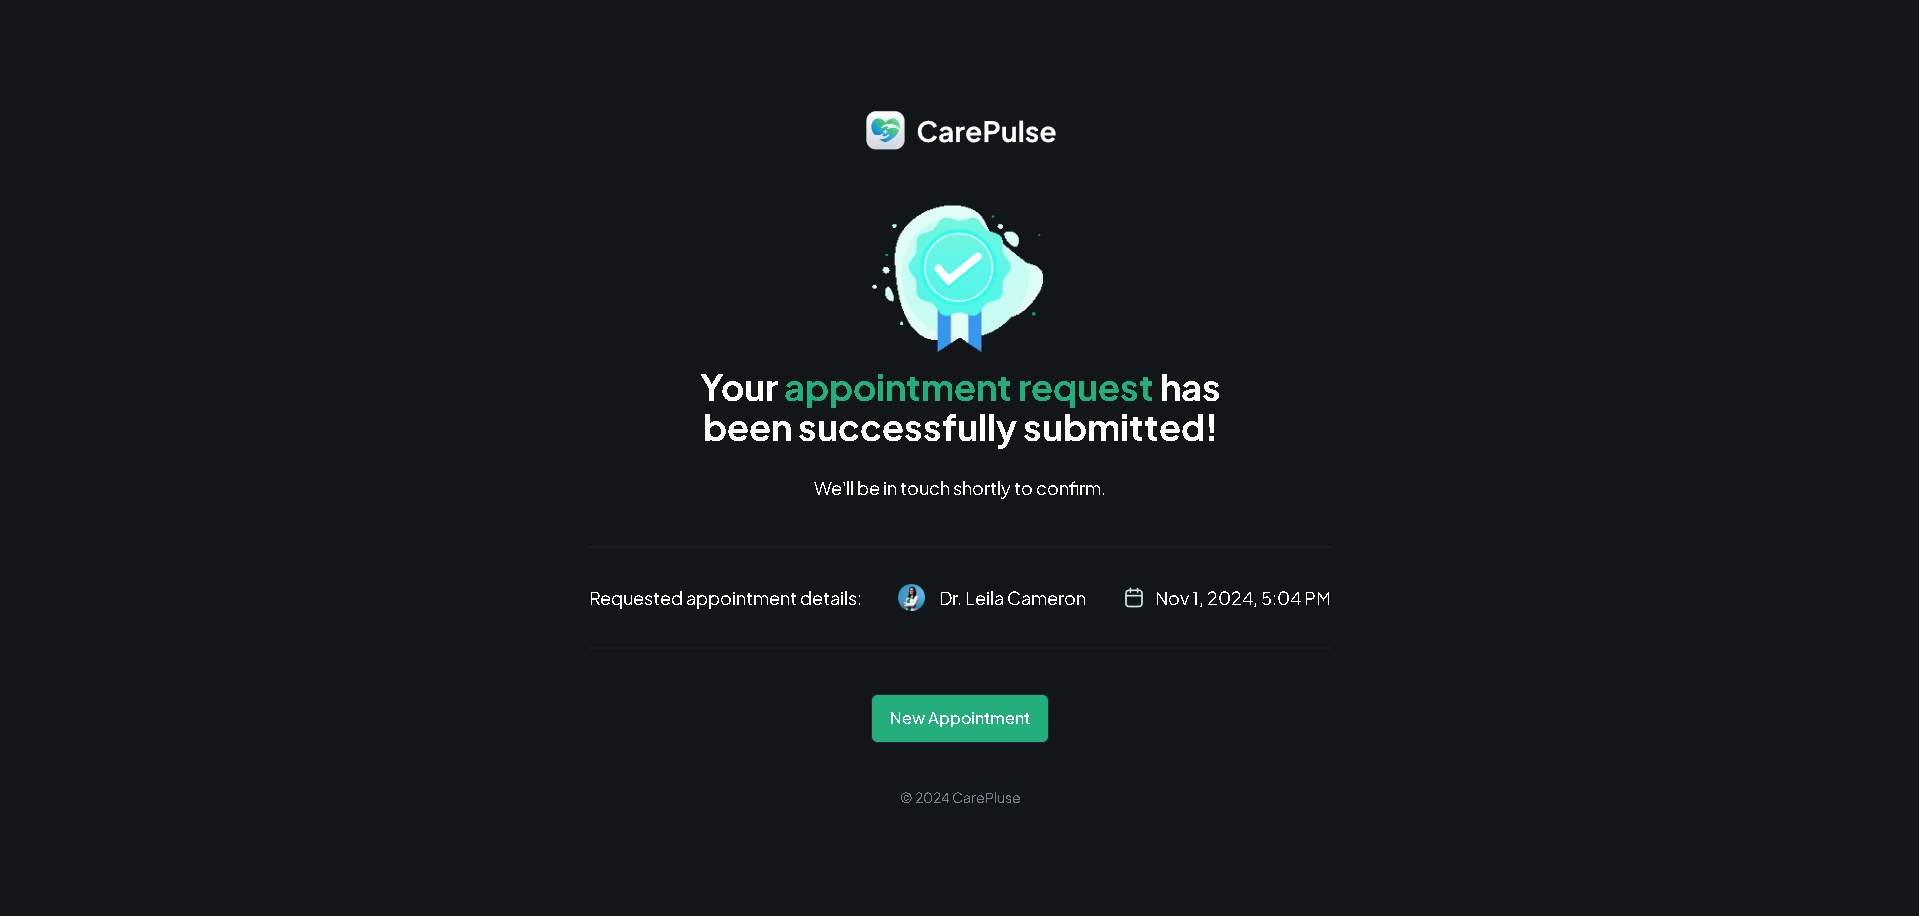 CarePulse
Your appointment request has
been successfully submitted!
We'll be in touch shortly to confirm.
Requested appointment details: Dr. Leila Cameron Nov 1, 2024, 5:04 PM
New Appointment
© 2024 CarePluse